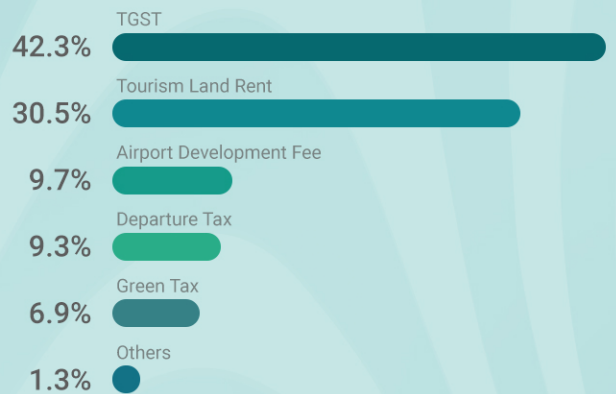 TGST
42.3%
Tourism Land Rent
30.5%
Airport Development Fee
9.7%
Departure Tax
9.3%
Green Tax
6.9%
Others
1.3%